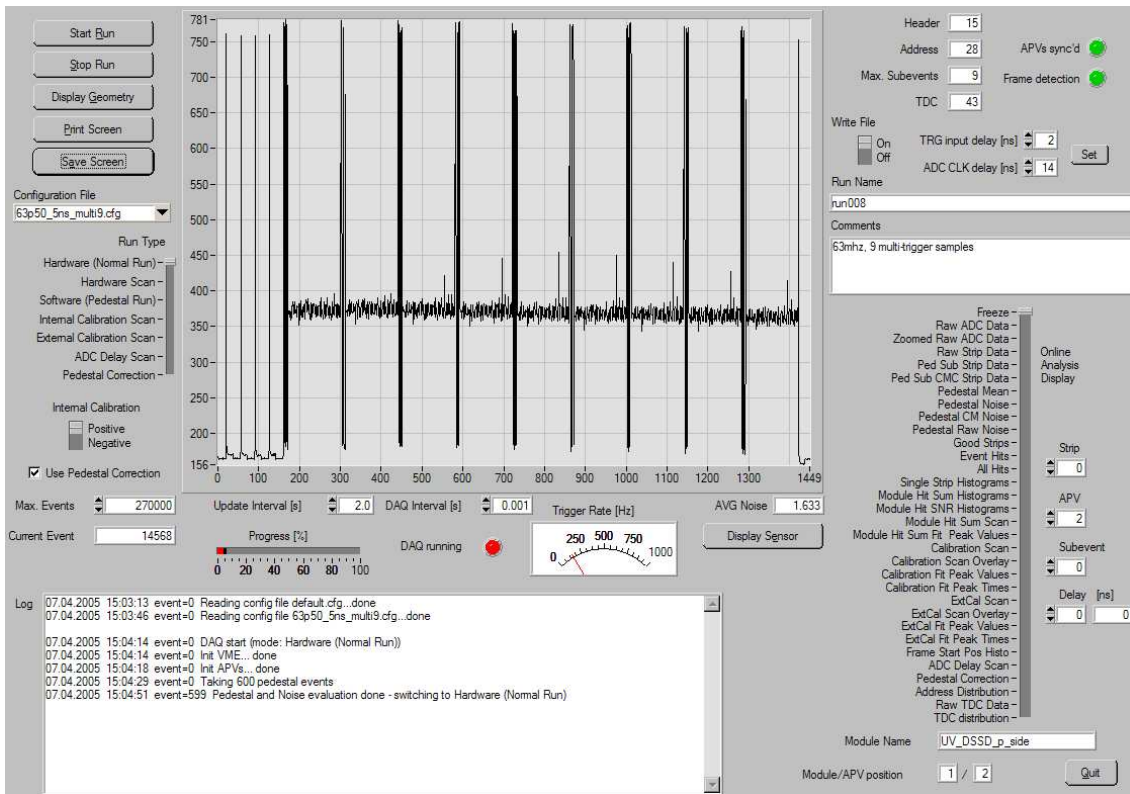 Start Run
Stop Run
Display Geometry
Print Screen
Save Screen
Configuration File
63p50_5ns_multi9.cfg
Run Type
Hardware (Normal Run)
Hardware Scan
Software (Pedestal Run)
Internal Calibration Scan
External Calibration Scan
ADC Delay Scan
Pedestal Correction
Internal Calibration
Positive
Negative
Use Pedestal Correction
781
750
700
650
600
550
500
450
400
350
300
250
200
156
0 100 200 300 400 500 600 700 800 900 1000 1100 1200 1300 1449
Header 15
Address 28
Max. Subevents 9
TDC 43
APVs sync'd
Frame detection
Write File
On
Off
TRG input delay [ns] 2
ADC CLK delay [ns] 14
Set
Run Name
run008
Comments
63mhz, 9 multi-trigger samples
Max. Events 270000
Update Interval [s] 2.0
DAQ Interval [s] 0.001
Trigger Rate [Hz]
0 250 500 750 1000
AVG Noise 1.633
Current Event 14568
Progress [%]
0 20 40 60 80 100
DAQ running
Display Sensor
Freeze
Raw ADC Data
Zoomed Raw ADC Data
Raw Strip Data
Ped Sub Strip Data
Ped Sub CMC Strip Data
Pedestal Mean
Pedestal Noise
Pedestal CM Noise
Pedestal Raw Noise
Good Strips
Event Hits
All Hits
Single Strip Histograms
Module Hit Sum Histograms
Module Hit SNR Histograms
Module Hit Sum Scan
Module Hit Sum Fit Peak Values
Calibration Scan
Calibration Scan Overlay
Calibration Fit Peak Values
Calibration Fit Peak Times
ExtCal Scan
ExtCal Scan Overlay
ExtCal Fit Peak Values
ExtCal Fit Peak Times
Frame Start Pos Histo
ADC Delay Scan
Pedestal Correction
Address Distribution
Raw TDC Data
TDC distribution
Online
Analysis
Display
Strip
0
APV
2
Subevent
0
Delay [ns]
0 0
Log
07.04.2005 15:03:13 event=0 Reading config file default.cfg...done
07.04.2005 15:03:46 event=0 Reading config file 63p50_5ns_multi9.cfg...done
07.04.2005 15:04:14 event=0 DAQ start (mode: Hardware (Normal Run))
07.04.2005 15:04:14 event=0 Init VME... done
07.04.2005 15:04:18 event=0 Init APVs... done
07.04.2005 15:04:29 event=0 Taking 600 pedestal events
07.04.2005 15:04:51 event=599 Pedestal and Noise evaluation done - switching to Hardware (Normal Run)
Module Name UV_DSSD_p_side
Module/APV position 1 / 2
Quit